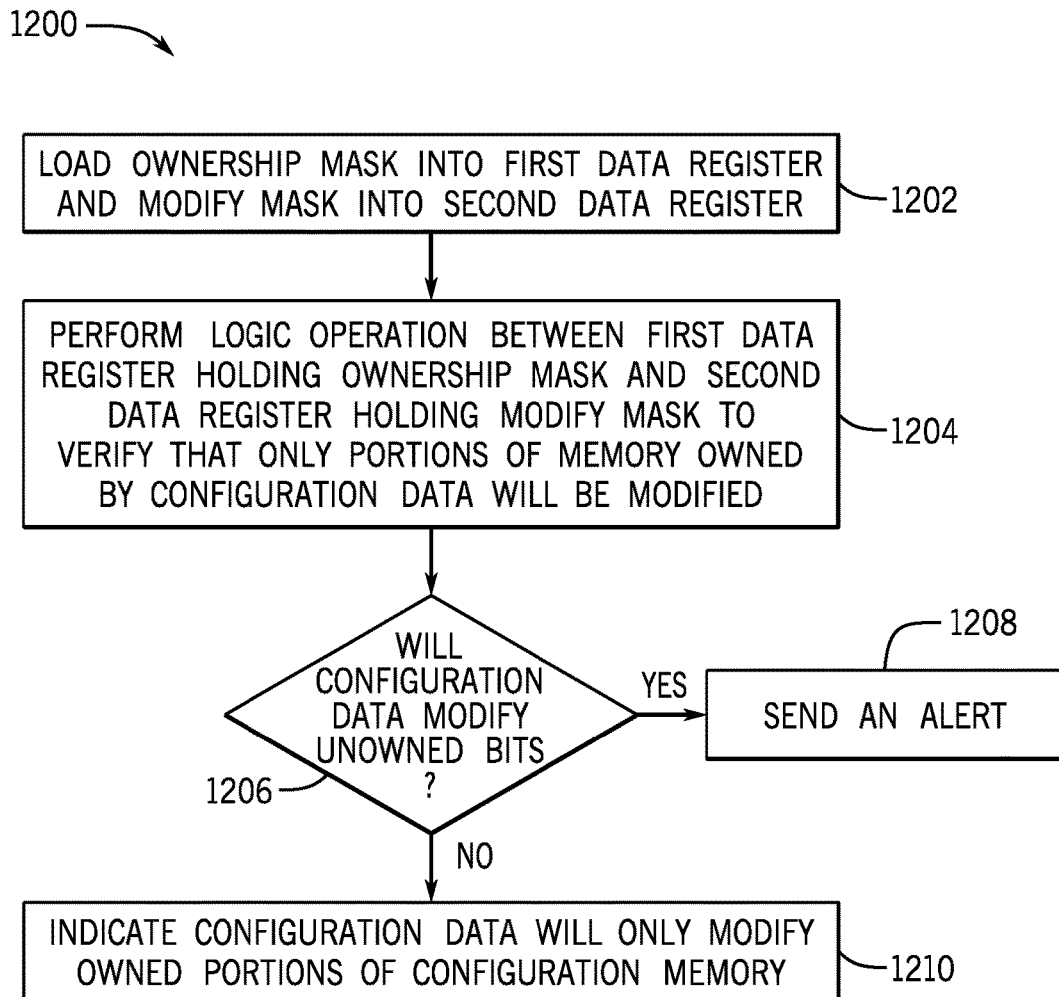 1200
LOAD OWNERSHIP MASK INTO FIRST DATA REGISTER
AND MODIFY MASK INTO SECOND DATA REGISTER
1202
PERFORM LOGIC OPERATION BETWEEN FIRST DATA
REGISTER HOLDING OWNERSHIP MASK AND SECOND
DATA REGISTER HOLDING MODIFY MASK TO
VERIFY THAT ONLY PORTIONS OF MEMORY OWNED
BY CONFIGURATION DATA WILL BE MODIFIED
1204
WILL
CONFIGURATION
DATA MODIFY
UNOWNED BITS
?
1206
YES
1208
SEND AN ALERT
NO
INDICATE CONFIGURATION DATA WILL ONLY MODIFY
OWNED PORTIONS OF CONFIGURATION MEMORY
1210